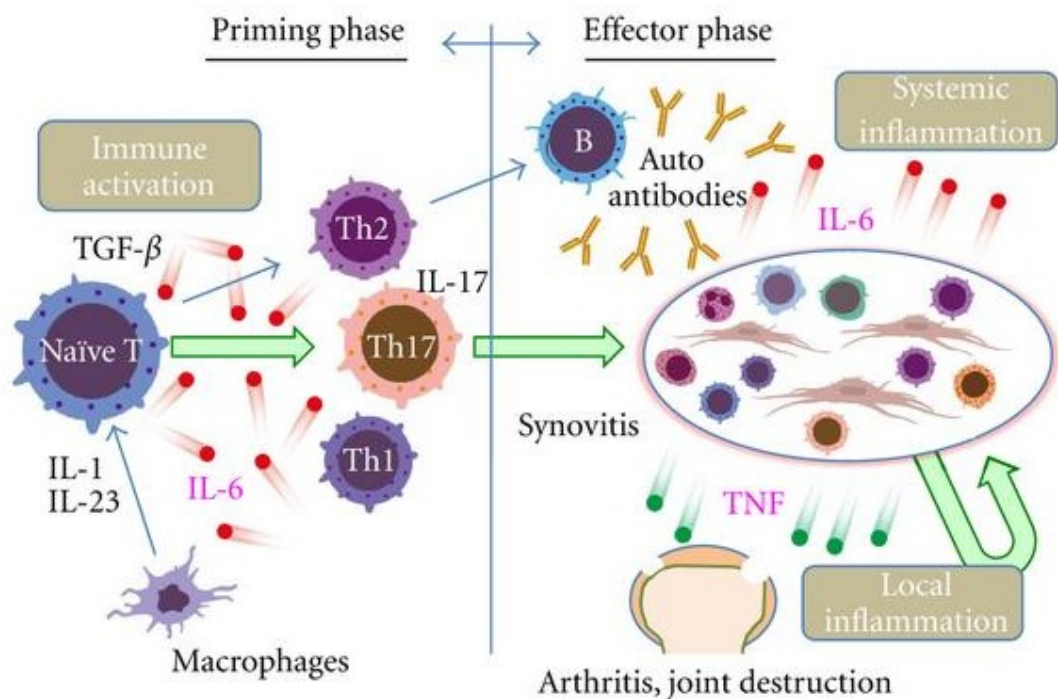 Priming phase
Effector phase
Immune
activation
Systemic
inflammation
B
Auto
antibodies
TGF-β
Th2
IL-6
IL-17
Naïve T
Th17
Synovitis
Th1
IL-1
IL-23
IL-6
TNF
Local
inflammation
Macrophages
Arthritis, joint destruction